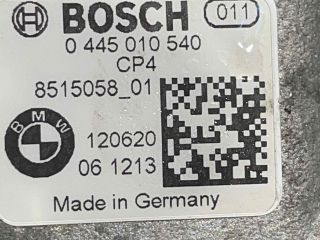 BOSCH 011
0 445 010 540
CP4
8515058_01
BMW
120620
06 1213
Made in Germany